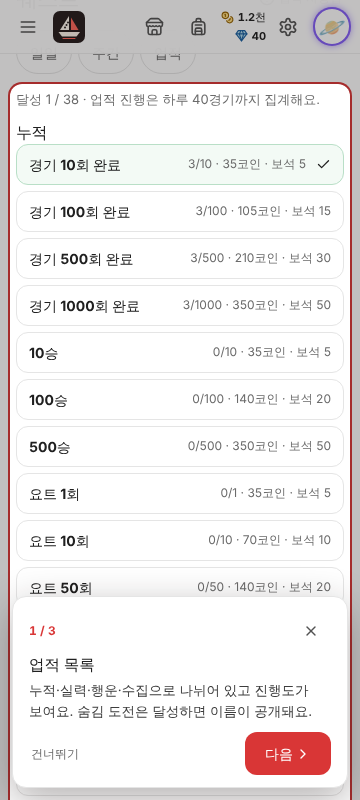 1.2천
40
달성 1 / 38 · 업적 진행은 하루 40경기까지 집계해요.
누적
경기 10회 완료 3/10 · 35코인 · 보석 5
경기 100회 완료 3/100 · 105코인 · 보석 15
경기 500회 완료 3/500 · 210코인 · 보석 30
경기 1000회 완료 3/1000 · 350코인 · 보석 50
10승 0/10 · 35코인 · 보석 5
100승 0/100 · 140코인 · 보석 20
500승 0/500 · 350코인 · 보석 50
요트 1회 0/1 · 35코인 · 보석 5
요트 10회 0/10 · 70코인 · 보석 10
요트 50회 0/50 · 140코인 · 보석 20
1 / 3
업적 목록
누적·실력·행운·수집으로 나뉘어 있고 진행도가
보여요. 숨김 도전은 달성하면 이름이 공개돼요.
건너뛰기
다음